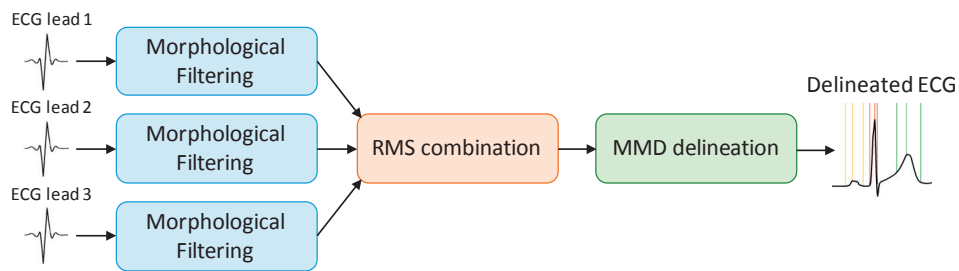 ECG lead 1
Morphological
Filtering
ECG lead 2
Morphological
Filtering
ECG lead 3
Morphological
Filtering
RMS combination
MMD delineation
Delineated ECG